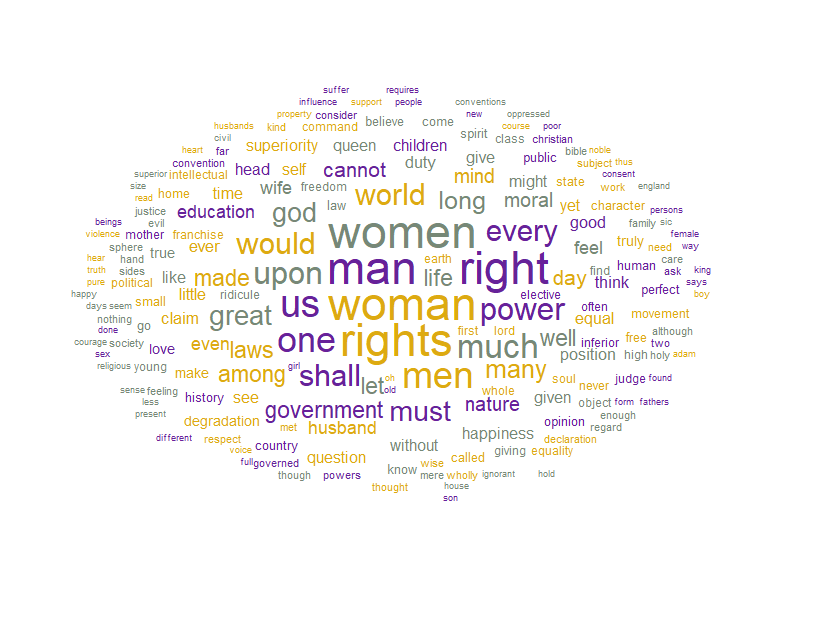 suffer requires
influence support people conventions
property consider new oppressed
husbands kind command believe come course poor
civil superiority queen children spirit class christian
heart far duty give public bible noble
convention head self cannot mind might subject thus
superior intellectual wife freedom world long moral state consent
size home time law yet work england
read justice education god women every good character persons
beings evil franchise would family sic
violence mother ever earth feel truly female
sphere true man right need way
hear hand like made upon life day find human care
truth sides political us woman power think ask king
pure little elective perfect says
happy small ridicule often boy
days seem great rights first lord equal movement
nothing go claim one much well inferior free although
done society even laws position high two
courage love among girl oh many whole holy adam
sex young make shall let men soul never judge found
religious old
sense feeling history see government must nature given object form fathers
less enough
present degradation met husband happiness opinion regard
different respect country without declaration
voice question called giving equality
full governed know wise
though powers mere wholly ignorant hold
thought house
son